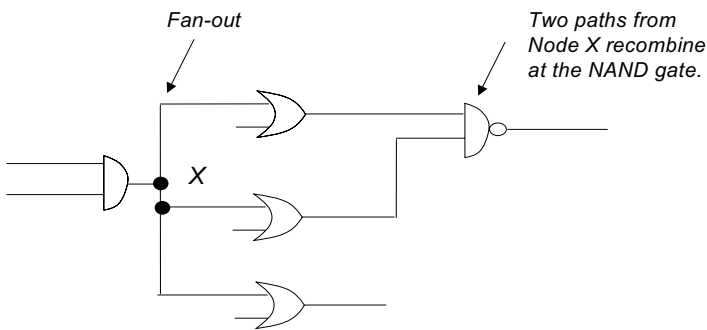 Fan-out
Two paths from
Node X recombine
at the NAND gate.
X